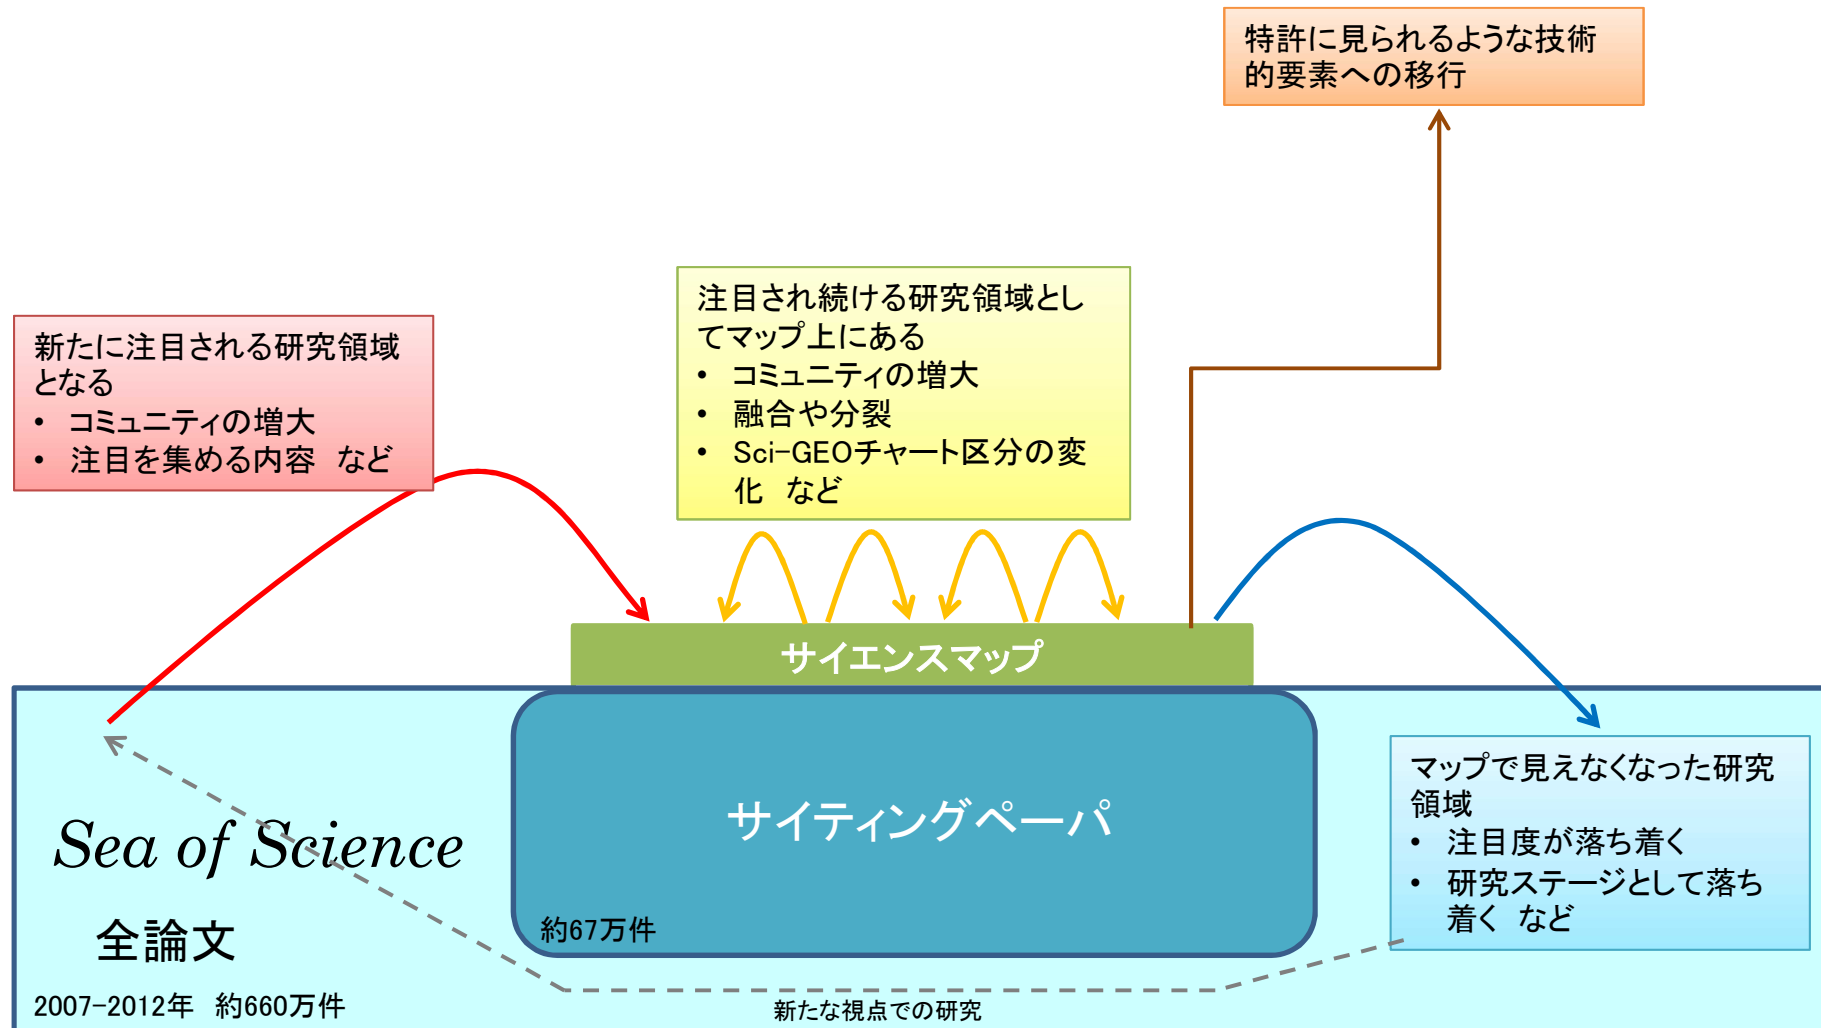 特許に見られるような技術
的要素への移行
注目され続ける研究領域とし
てマップ上にある
• コミュニティの増大
• 融合や分裂
• Sci-GEOチャート区分の変
化 など
新たに注目される研究領域
となる
• コミュニティの増大
• 注目を集める内容 など
サイエンスマップ
サイティングペーパ
約67万件
マップで見えなくなった研究
領域
• 注目度が落ち着く
• 研究ステージとして落ち
着く など
Sea of Science
全論文
2007-2012年 約660万件
新たな視点での研究